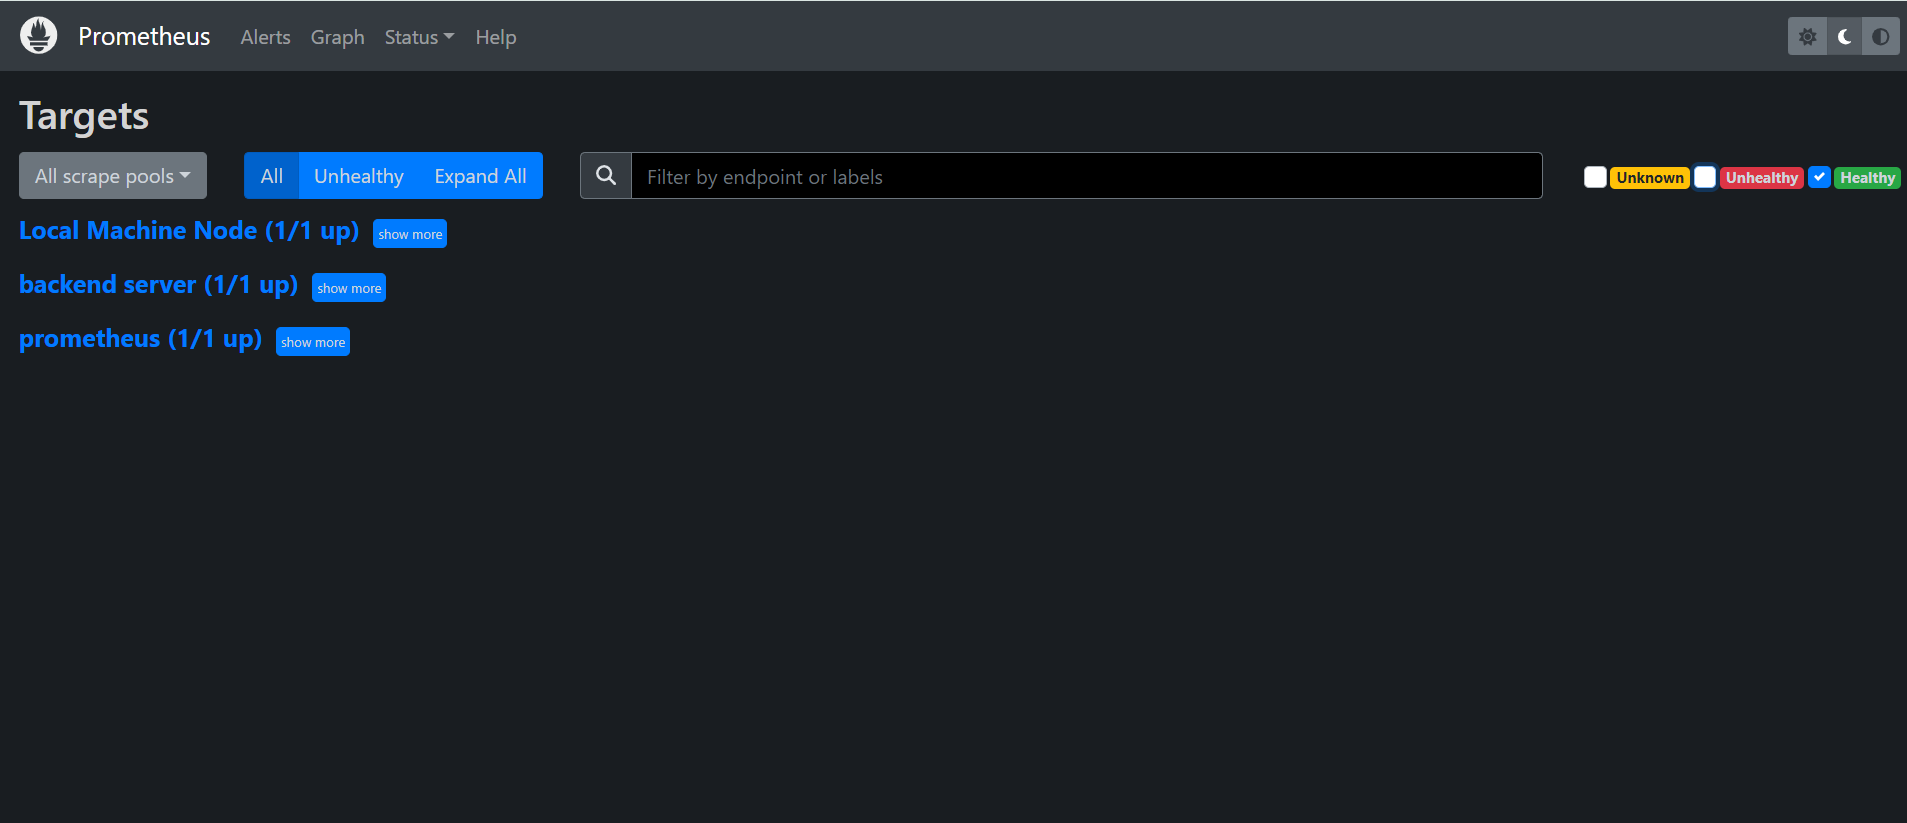 Prometheus Alerts Graph Status Help
Targets
All scrape pools All Unhealthy Expand All Filter by endpoint or labels Unknown Unhealthy Healthy
Local Machine Node (1/1 up) show more
backend server (1/1 up) show more
prometheus (1/1 up) show more